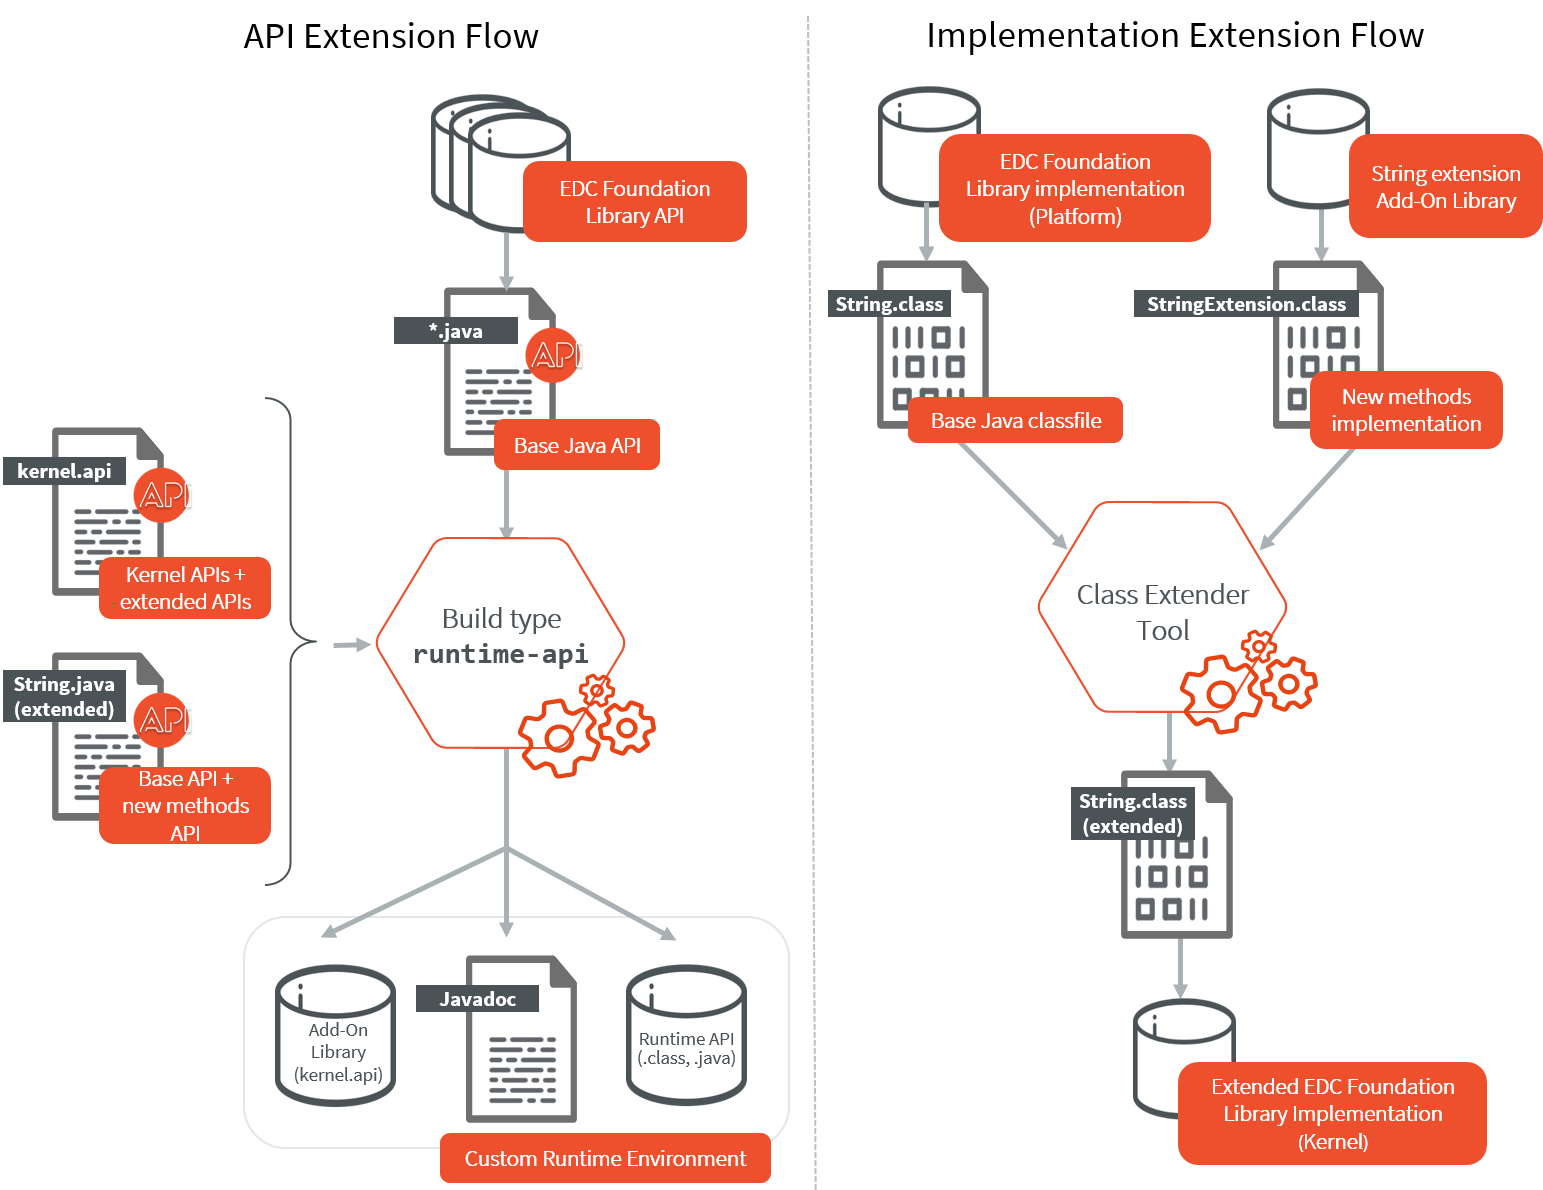 API Extension Flow
EDC Foundation
Library API
*.java
API
Base Java API
kernel.api
API
Kernel APIs +
extended APIs
String.java
(extended)
API
Base API +
new methods
API
Build type
runtime-api
Add-On
Library
(kernel.api)
Javadoc
Runtime API
(.class, .java)
Custom Runtime Environment
Implementation Extension Flow
EDC Foundation
Library implementation
(Platform)
String extension
Add-On Library
String.class
Base Java classfile
StringExtension.class
New methods
implementation
Class Extender
Tool
String.class
(extended)
Extended EDC Foundation
Library Implementation
(Kernel)